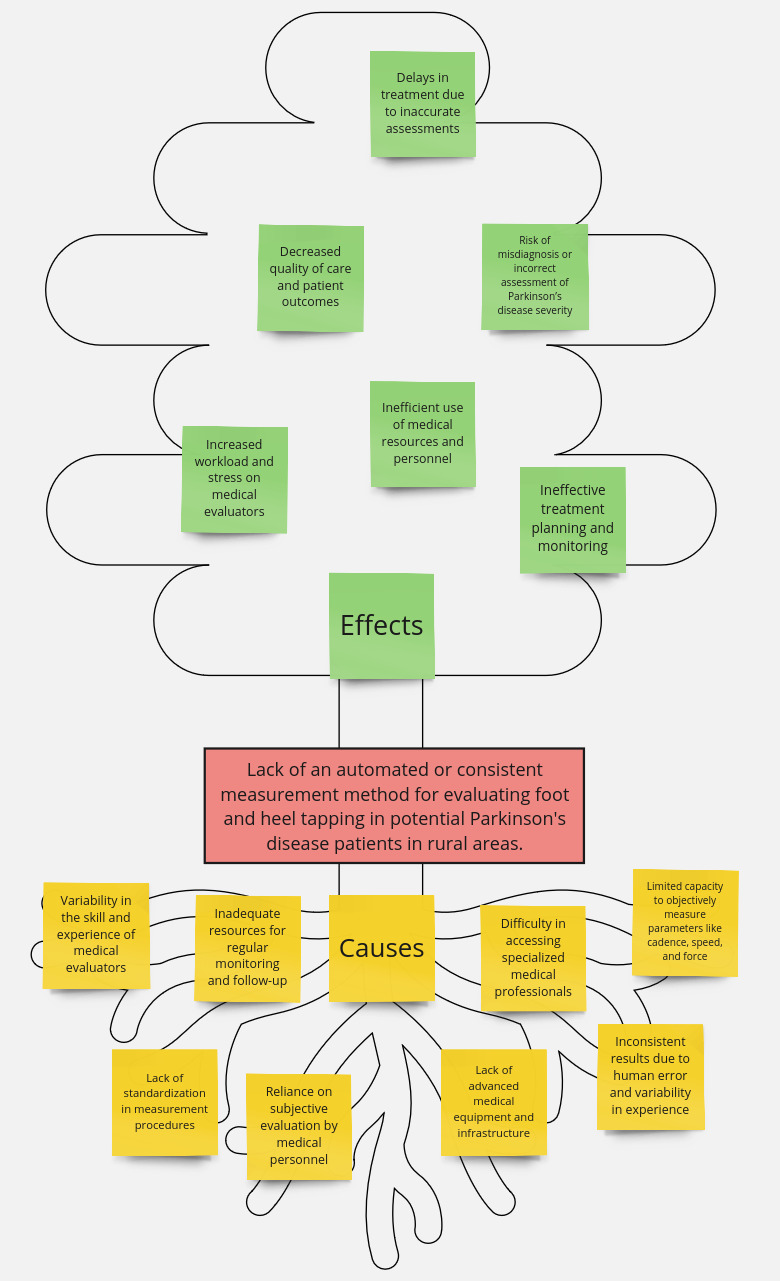 Delays in
treatment due
to inaccurate
assessments
Decreased
quality of care
and patient
outcomes
Risk of
misdiagnosis or
incorrect
assessment of
Parkinson's
disease severity
Inefficient use
of medical
resources and
personnel
Increased
workload and
stress on
medical
evaluators
Ineffective
treatment
planning and
monitoring
Effects
Lack of an automated or consistent
measurement method for evaluating foot
and heel tapping in potential Parkinson's
disease patients in rural areas.
Variability in
the skill and
experience of
medical
evaluators
Inadequate
resources for
regular
monitoring
and follow-up
Causes
Difficulty in
accessing
specialized
medical
professionals
Limited capacity
to objectively
measure
parameters like
cadence, speed,
and force
Lack of
standardization
in measurement
procedures
Reliance on
subjective
evaluation by
medical
personnel
Lack of
advanced
medical
equipment and
infrastructure
Inconsistent
results due to
human error
and variability
in experience